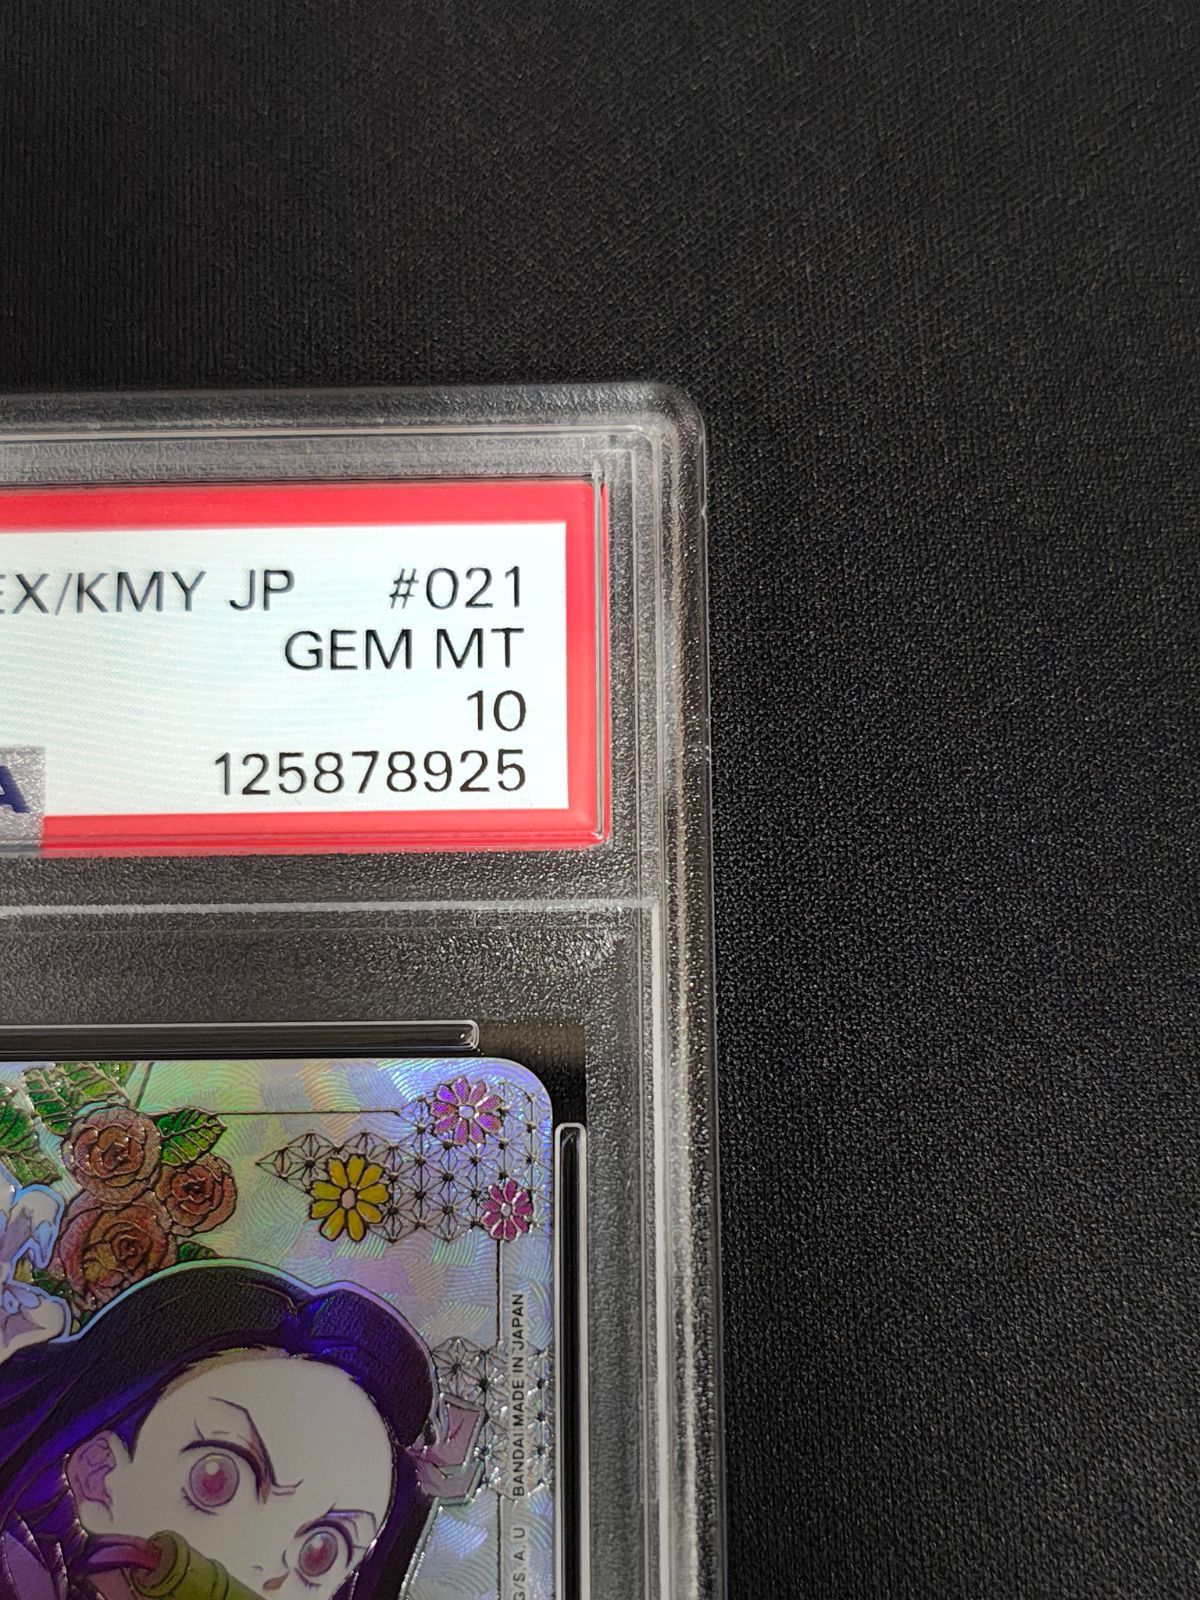 EX/KMY JP #021
GEM MT
10
125878925
A
G/S, A, U BANDAI MADE IN JAPAN